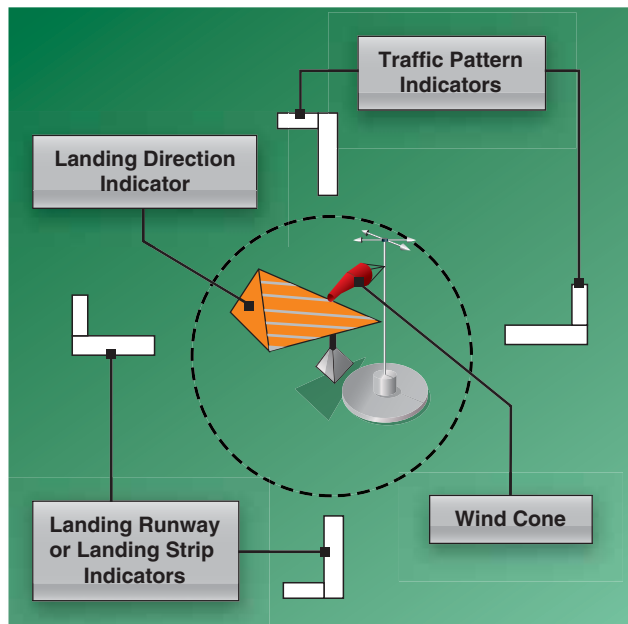 Traffic Pattern
Indicators
Landing Direction
Indicator
Landing Runway
or Landing Strip
Indicators
Wind Cone